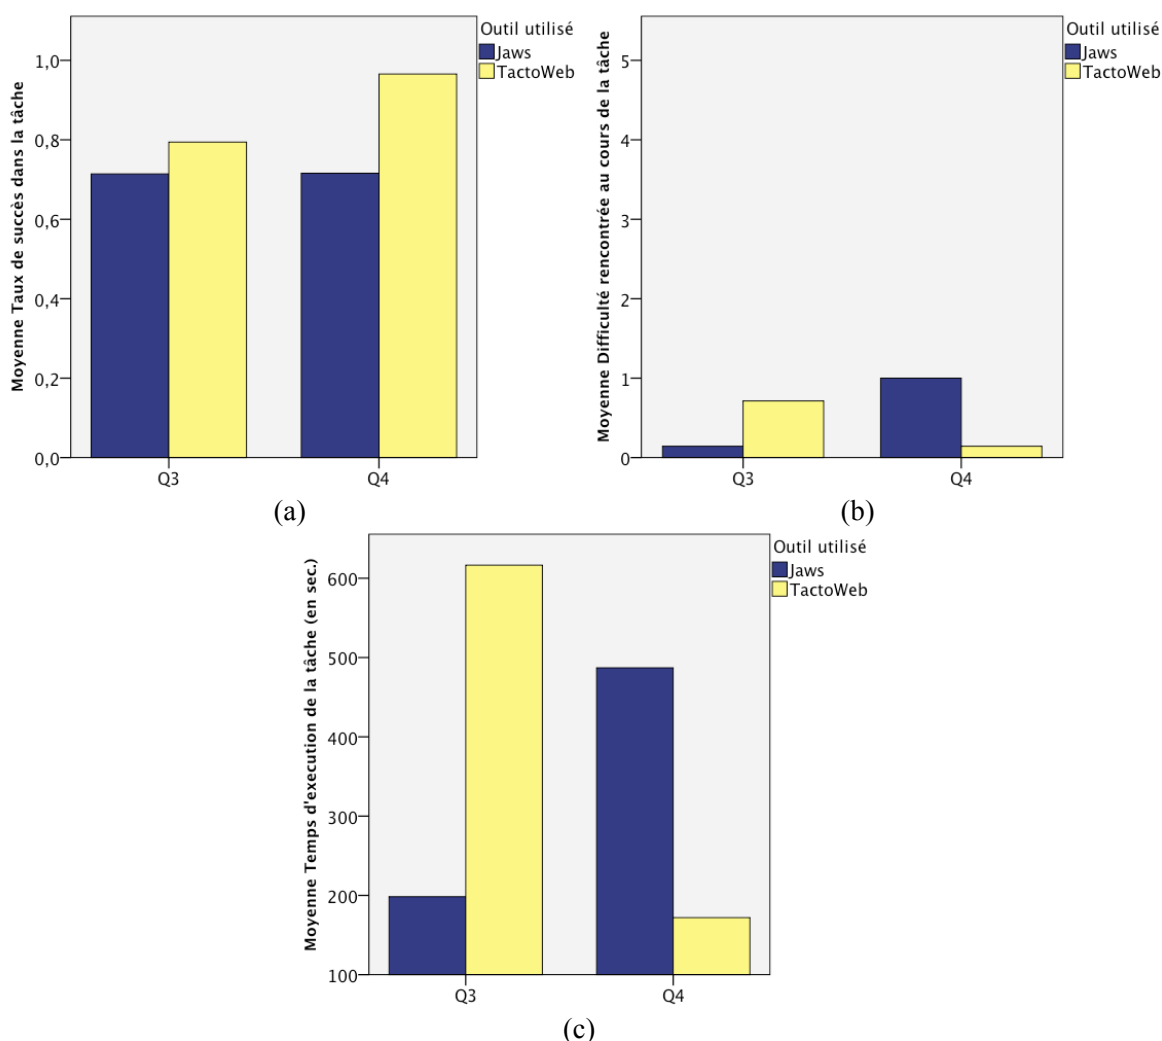 Moyenne Taux de succès dans la tâche
1,0
0,8
0,6
0,4
0,2
0,0
Q3
Q4
Outil utilisé
Jaws
TactoWeb
(a)
Moyenne Difficulté rencontrée au cours de la tâche
5
4
3
2
1
0
Q3
Q4
Outil utilisé
Jaws
TactoWeb
(b)
Moyenne Temps d'execution de la tâche (en sec.)
600
500
400
300
200
100
Q3
Q4
Outil utilisé
Jaws
TactoWeb
(c)